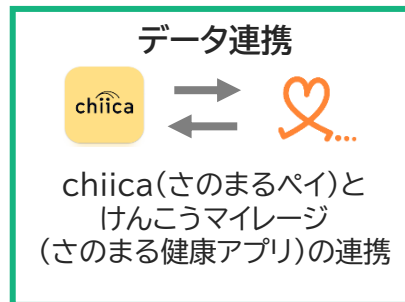 データ連携
chiica
chiica(さのまるペイ)と
けんこうマイレージ
(さのまる健康アプリ)の連携